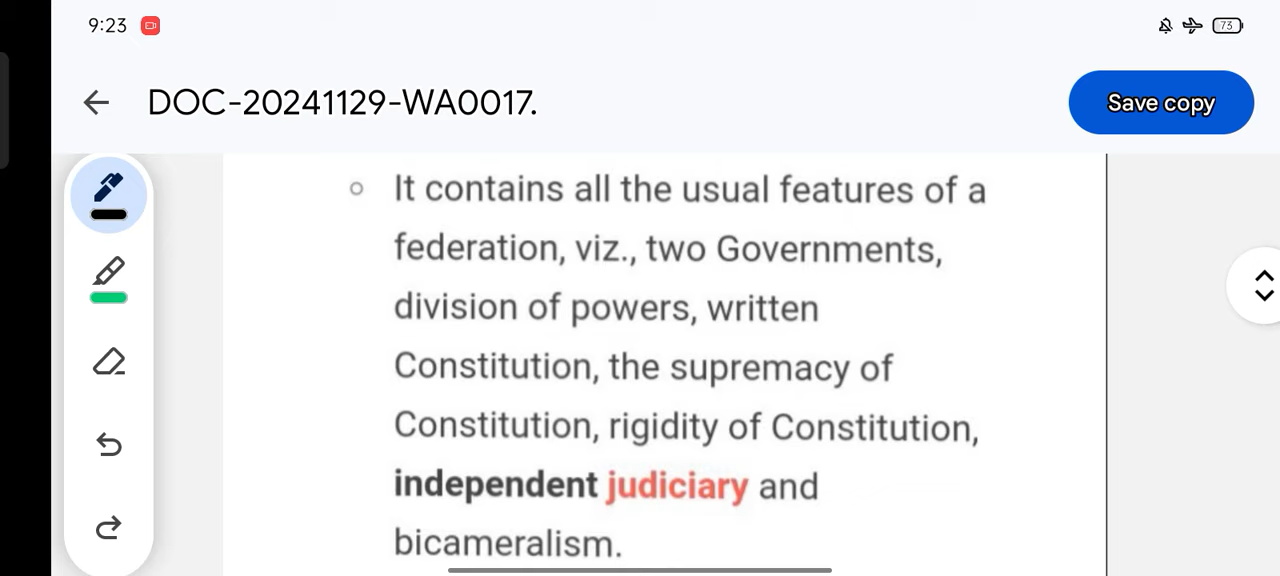 9:23
73
DOC-20241129-WA0017.
Save copy
It contains all the usual features of a
federation, viz., two Governments,
division of powers, written
Constitution, the supremacy of
Constitution, rigidity of Constitution,
independent judiciary and
bicameralism.